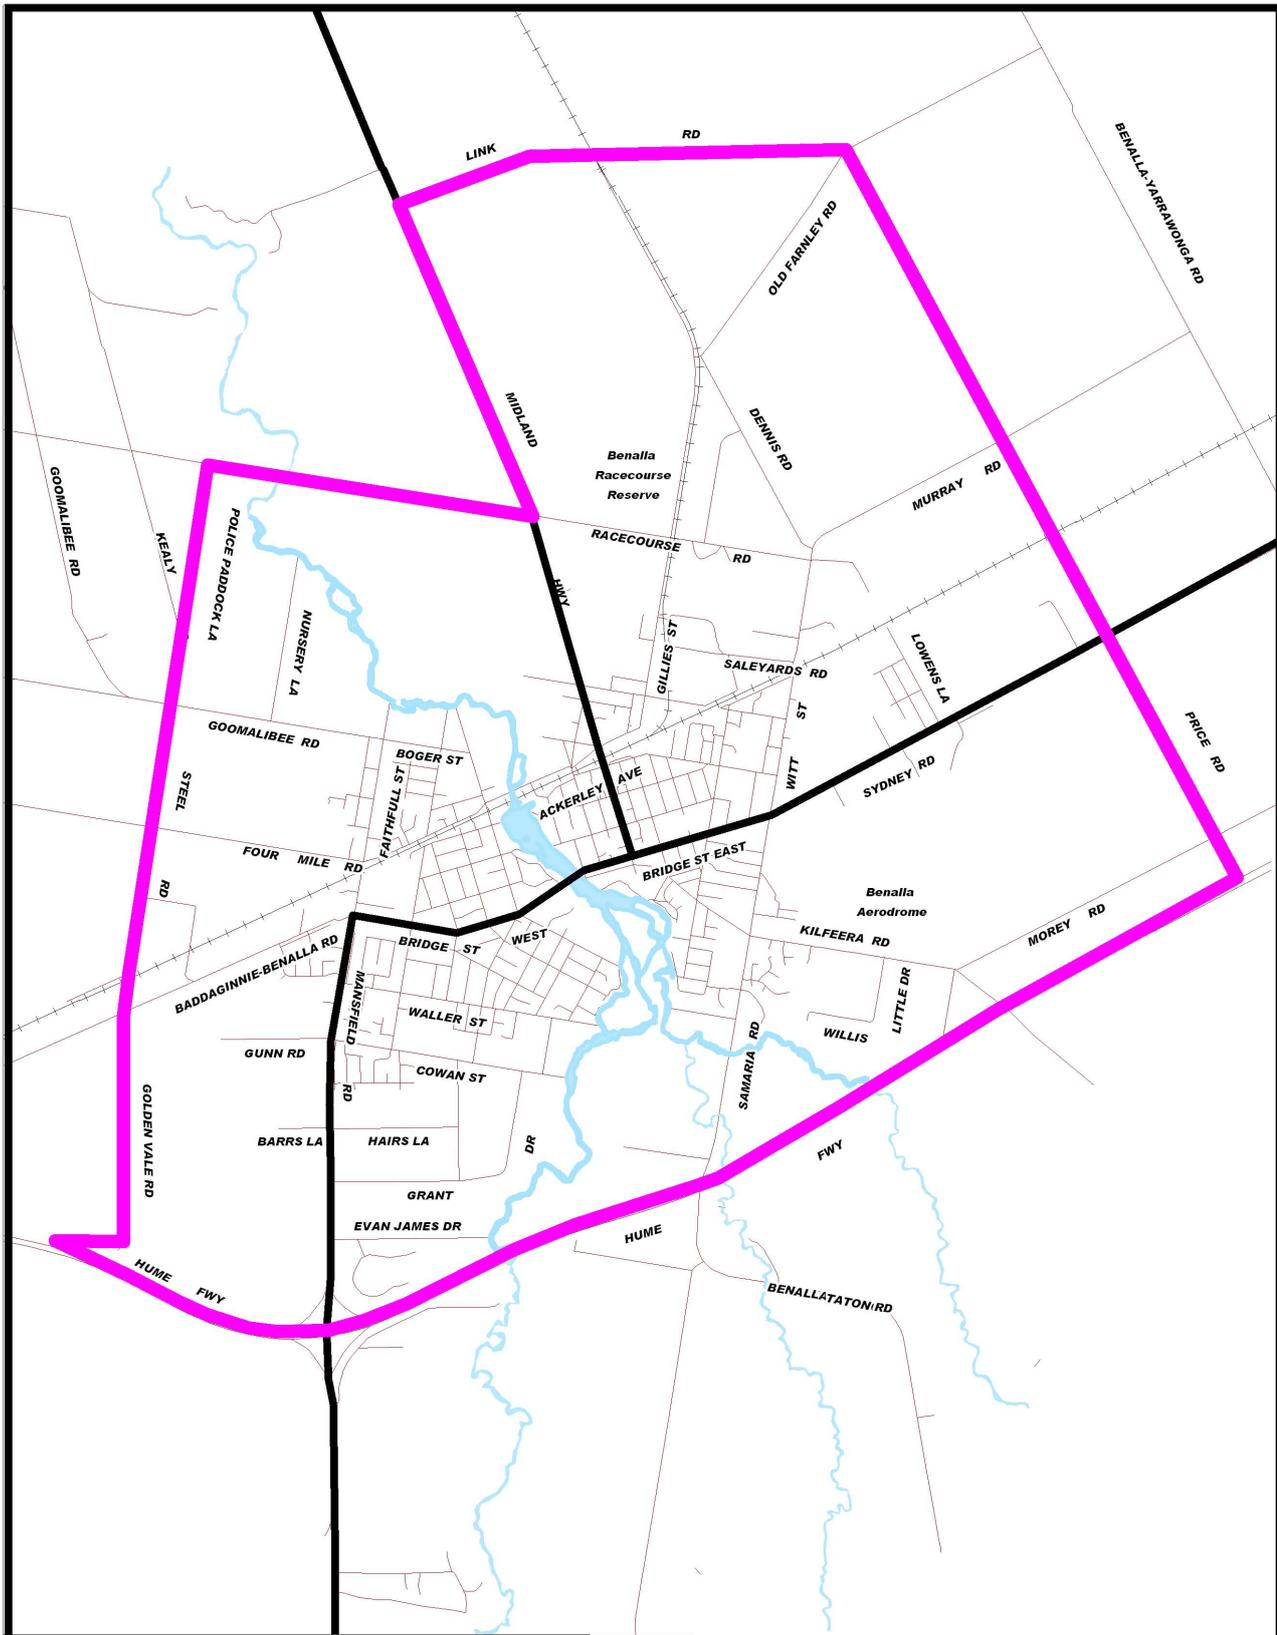 LINK
RD
BENALLA-YARRAWONGA RD
OLD FARNLEY RD
MIDLAND
DENNIS RD
Benalla
Racecourse
Reserve
MURRAY RD
GOOMALIBEE RD
KEALY
POLICE PADDOCK LA
RACECOURSE RD
HWY
NURSERY LA
GILLIES ST
SALEYARDS RD
LOWENS LA
WITT ST
PRICE RD
GOOMALIBEE RD
BOGER ST
STEEL
RD
FAITHFULL ST
ACKERLEY AVE
SYDNEY RD
FOUR MILE RD
BRIDGE ST EAST
Benalla
Aerodrome
MOREY RD
KILFEERA RD
BADDAGINNIE-BENALLA RD
BRIDGE ST WEST
MANSFIELD RD
WALLER ST
WILLIS
LITTLE DR
SAMARIA RD
GUNN RD
COWAN ST
GOLDEN VALE RD
BARRS LA
HAIRS LA
DR
GRANT
EVAN JAMES DR
FWY
HUME
HUME FWY
BENALLATATON RD